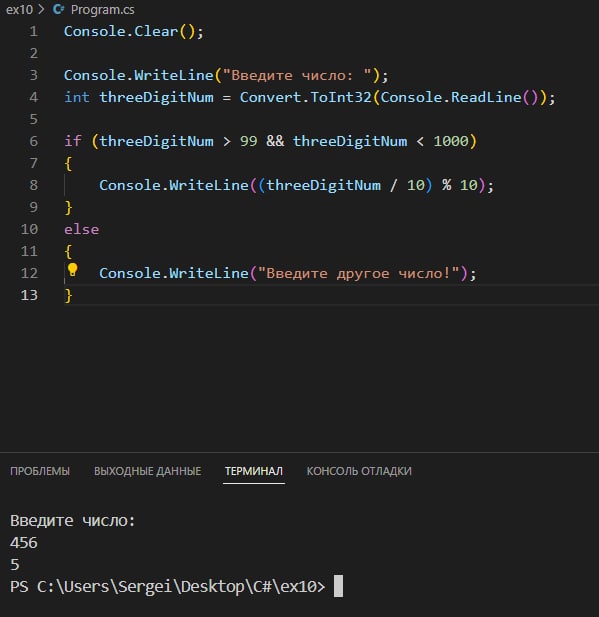 ex10 > C# Program.cs
1 Console.Clear();
2
3 Console.WriteLine("Введите число: ");
4 int threeDigitNum = Convert.ToInt32(Console.ReadLine());
5
6 if (threeDigitNum > 99 && threeDigitNum < 1000)
7 {
8     Console.WriteLine((threeDigitNum / 10) % 10);
9 }
10 else
11 {
12     Console.WriteLine("Введите другое число!");
13 }
ПРОБЛЕМЫ ВЫХОДНЫЕ ДАННЫЕ ТЕРМИНАЛ КОНСОЛЬ ОТЛАДКИ
Введите число:
456
5
PS C:\Users\Sergei\Desktop\C#\ex10>